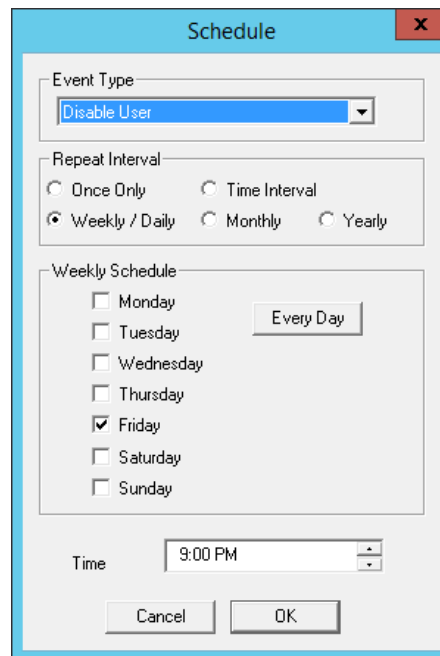 Schedule
x
Event Type
Disable User
Repeat Interval
Once Only Time Interval
Weekly / Daily Monthly Yearly
Weekly Schedule
Monday
Every Day
Tuesday
Wednesday
Thursday
Friday
Saturday
Sunday
Time 9:00 PM
Cancel OK